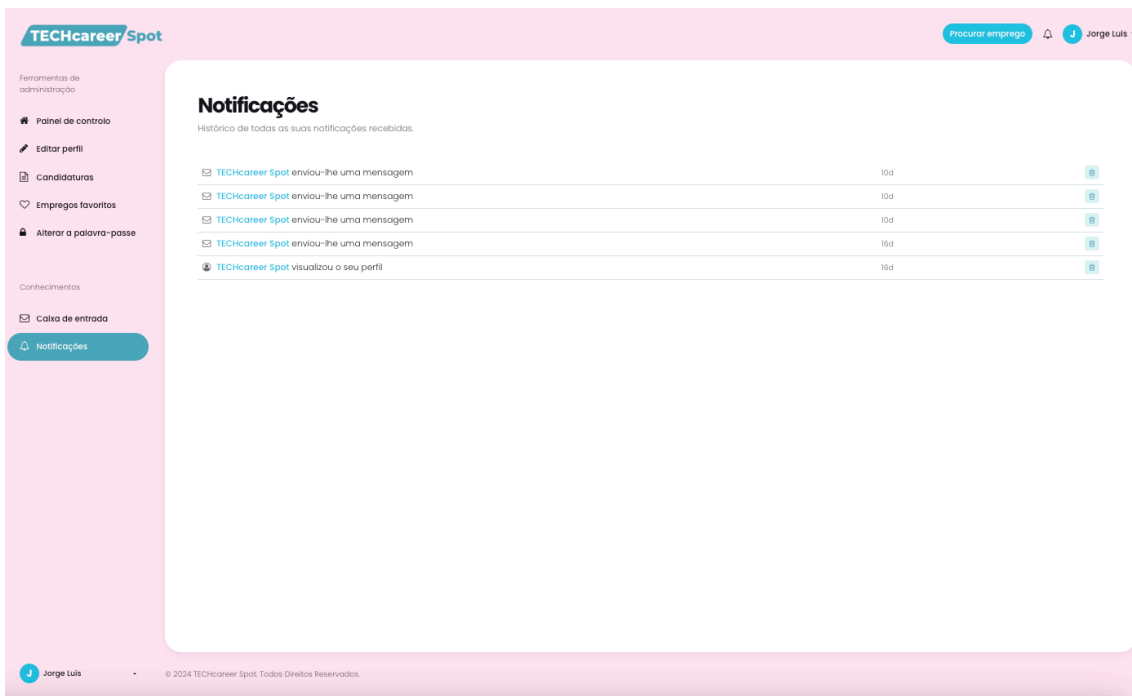 TECHcareer Spot
Procurar emprego
J Jorge Luís
Ferramentas de
administração
Painel de controlo
Editar perfil
Candidaturas
Empregos favoritos
Alterar a palavra-passe
Conhecimentos
Caixa de entrada
Notificações
Notificações
Histórico de todas as suas notificações recebidas.
TECHcareer Spot enviou-lhe uma mensagem 10d
TECHcareer Spot enviou-lhe uma mensagem 10d
TECHcareer Spot enviou-lhe uma mensagem 10d
TECHcareer Spot enviou-lhe uma mensagem 16d
TECHcareer Spot visualizou o seu perfil 16d
J Jorge Luís
© 2024 TECHcareer Spot. Todos Direitos Reservados.